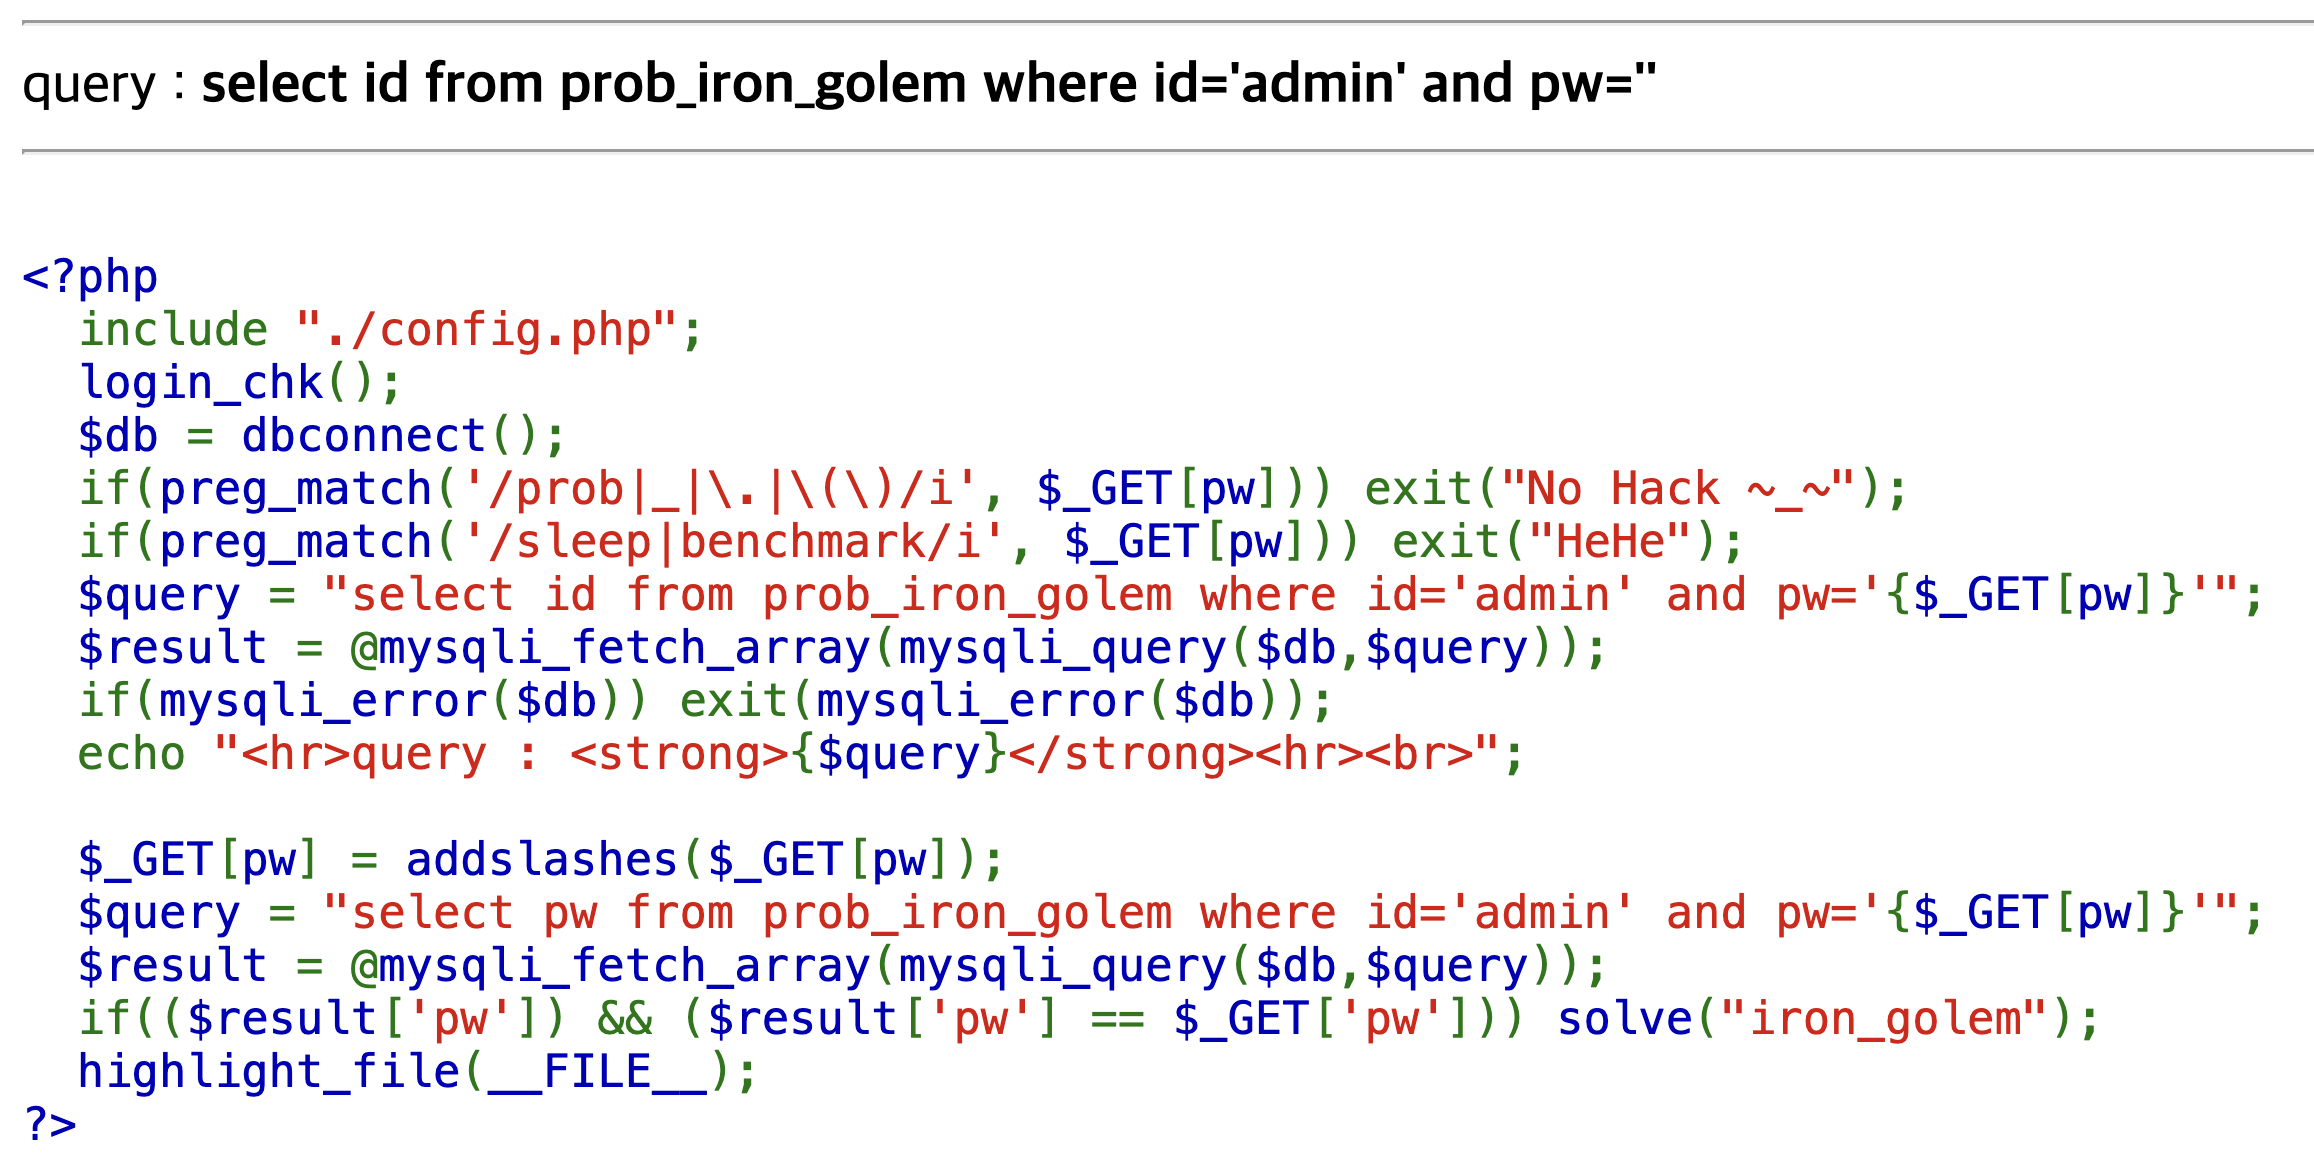 query : select id from prob_iron_golem where id='admin' and pw=''
<?php
  include "./config.php";
  login_chk();
  $db = dbconnect();
  if(preg_match('/prob|_|\.|\(\)/i', $_GET[pw])) exit("No Hack ~_~");
  if(preg_match('/sleep|benchmark/i', $_GET[pw])) exit("HeHe");
  $query = "select id from prob_iron_golem where id='admin' and pw='{$_GET[pw]}'";
  $result = @mysqli_fetch_array(mysqli_query($db,$query));
  if(mysqli_error($db)) exit(mysqli_error($db));
  echo "<hr>query : <strong>{$query}</strong><hr><br>";
  $_GET[pw] = addslashes($_GET[pw]);
  $query = "select pw from prob_iron_golem where id='admin' and pw='{$_GET[pw]}'";
  $result = @mysqli_fetch_array(mysqli_query($db,$query));
  if(($result['pw']) && ($result['pw'] == $_GET['pw'])) solve("iron_golem");
  highlight_file(__FILE__);
?>